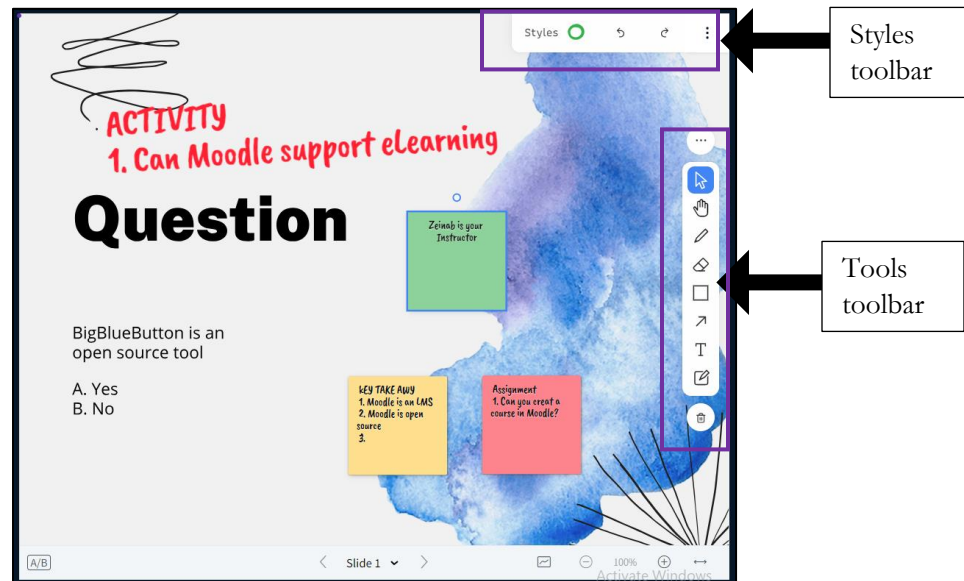 Styles
Styles
toolbar
ACTIVITY
1. Can Moodle support eLearning
Question
Zeinab is your
Instructor
Tools
toolbar
BigBlueButton is an
open source tool
A. Yes
B. No
KEY TAKE AWY
1. Moodle is an LMS
2. Moodle is open
source
3.
Assignment
1. Can you creat a
course in Moodle?
T
A/B
Slide 1
100%
Activate Windows